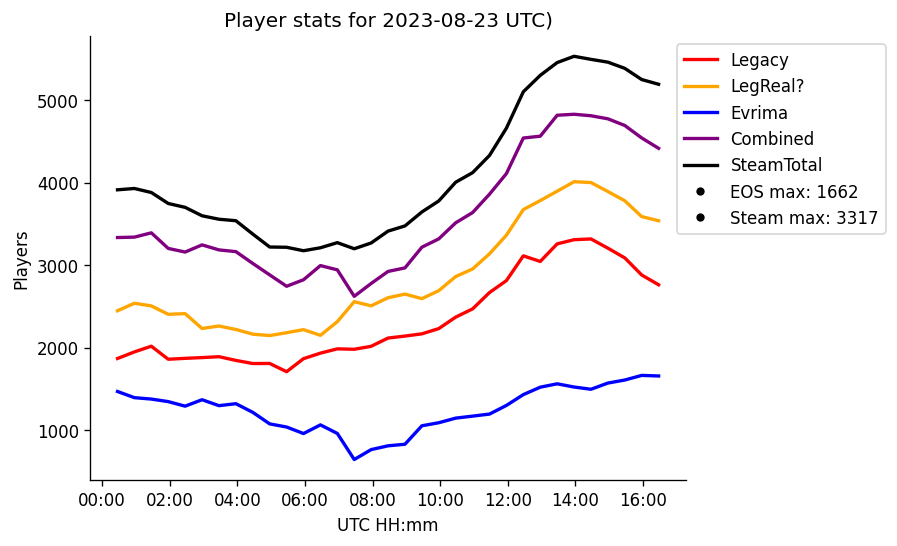 Player stats for 2023-08-23 UTC)
Legacy
LegReal?
Evrima
Combined
SteamTotal
EOS max: 1662
Steam max: 3317
Players
5000
4000
3000
2000
1000
00:00 02:00 04:00 06:00 08:00 10:00 12:00 14:00 16:00
UTC HH:mm